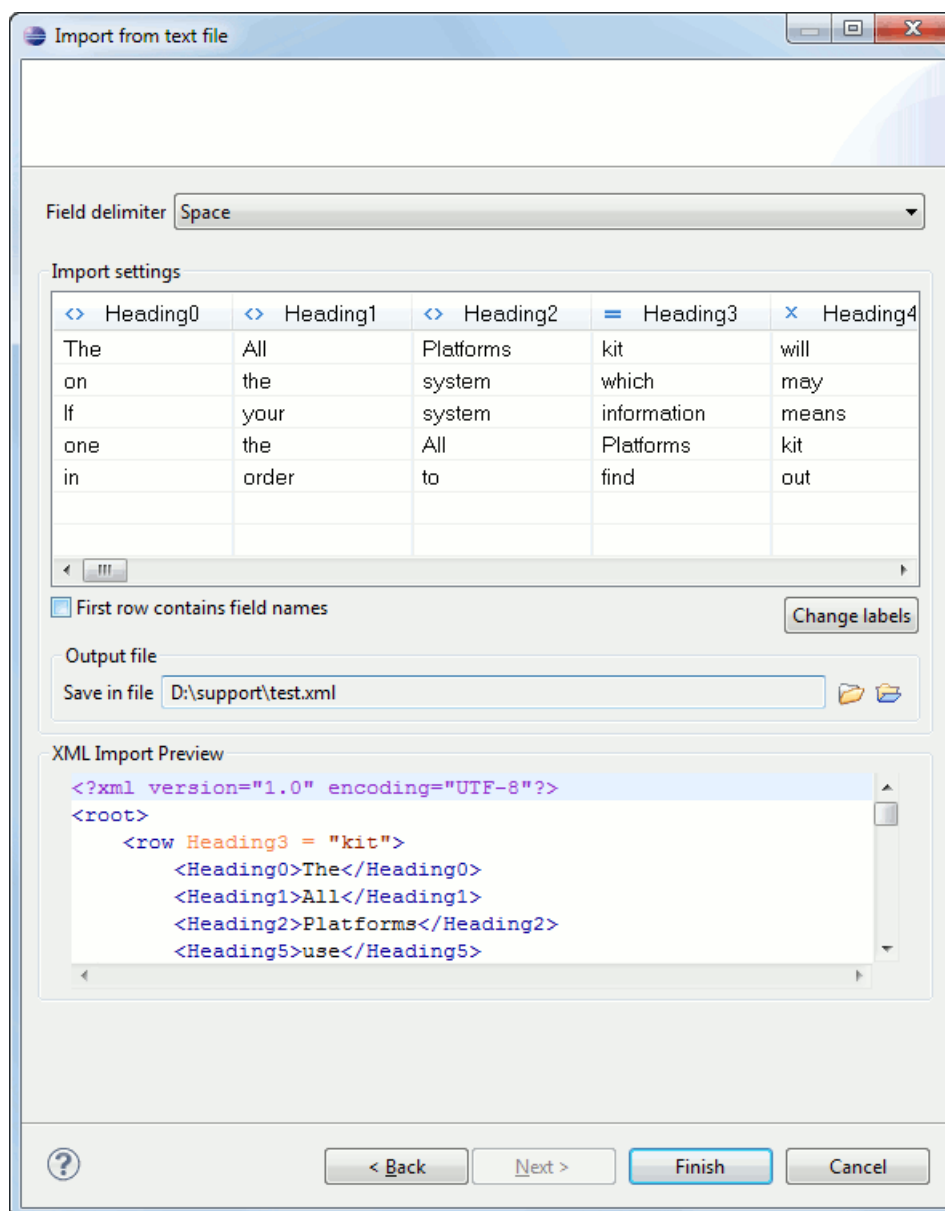 Import from text file
Field delimiter Space
Import settings
<> Heading0 <> Heading1 <> Heading2 = Heading3 × Heading4
The All Platforms kit will
on the system which may
If your system information means
one the All Platforms kit
in order to find out
First row contains field names
Change labels
Output file
Save in file D:\support\test.xml
XML Import Preview
<?xml version="1.0" encoding="UTF-8"?>
<root>
<row Heading3 = "kit">
<Heading0>The</Heading0>
<Heading1>All</Heading1>
<Heading2>Platforms</Heading2>
<Heading5>use</Heading5>
? < Back Next > Finish Cancel